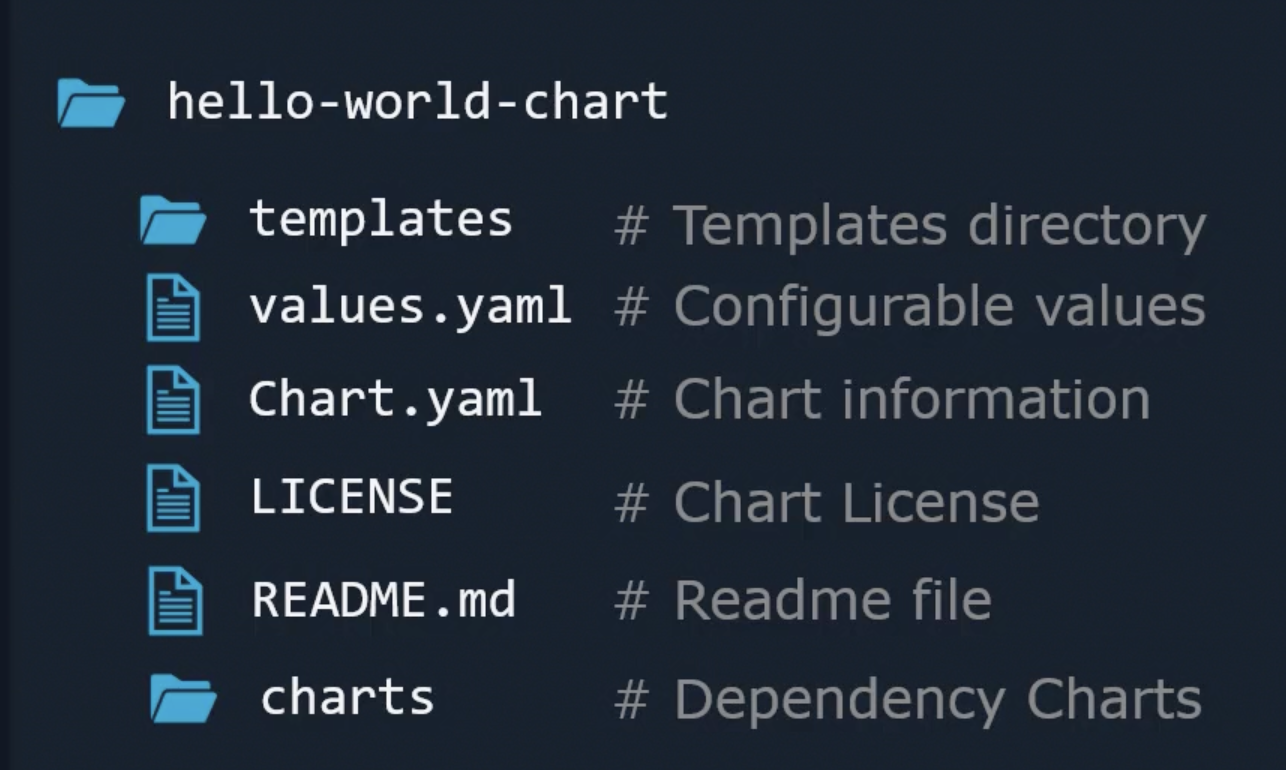 hello-world-chart
templates # Templates directory
values.yaml # Configurable values
Chart.yaml # Chart information
LICENSE # Chart License
README.md # Readme file
charts # Dependency Charts